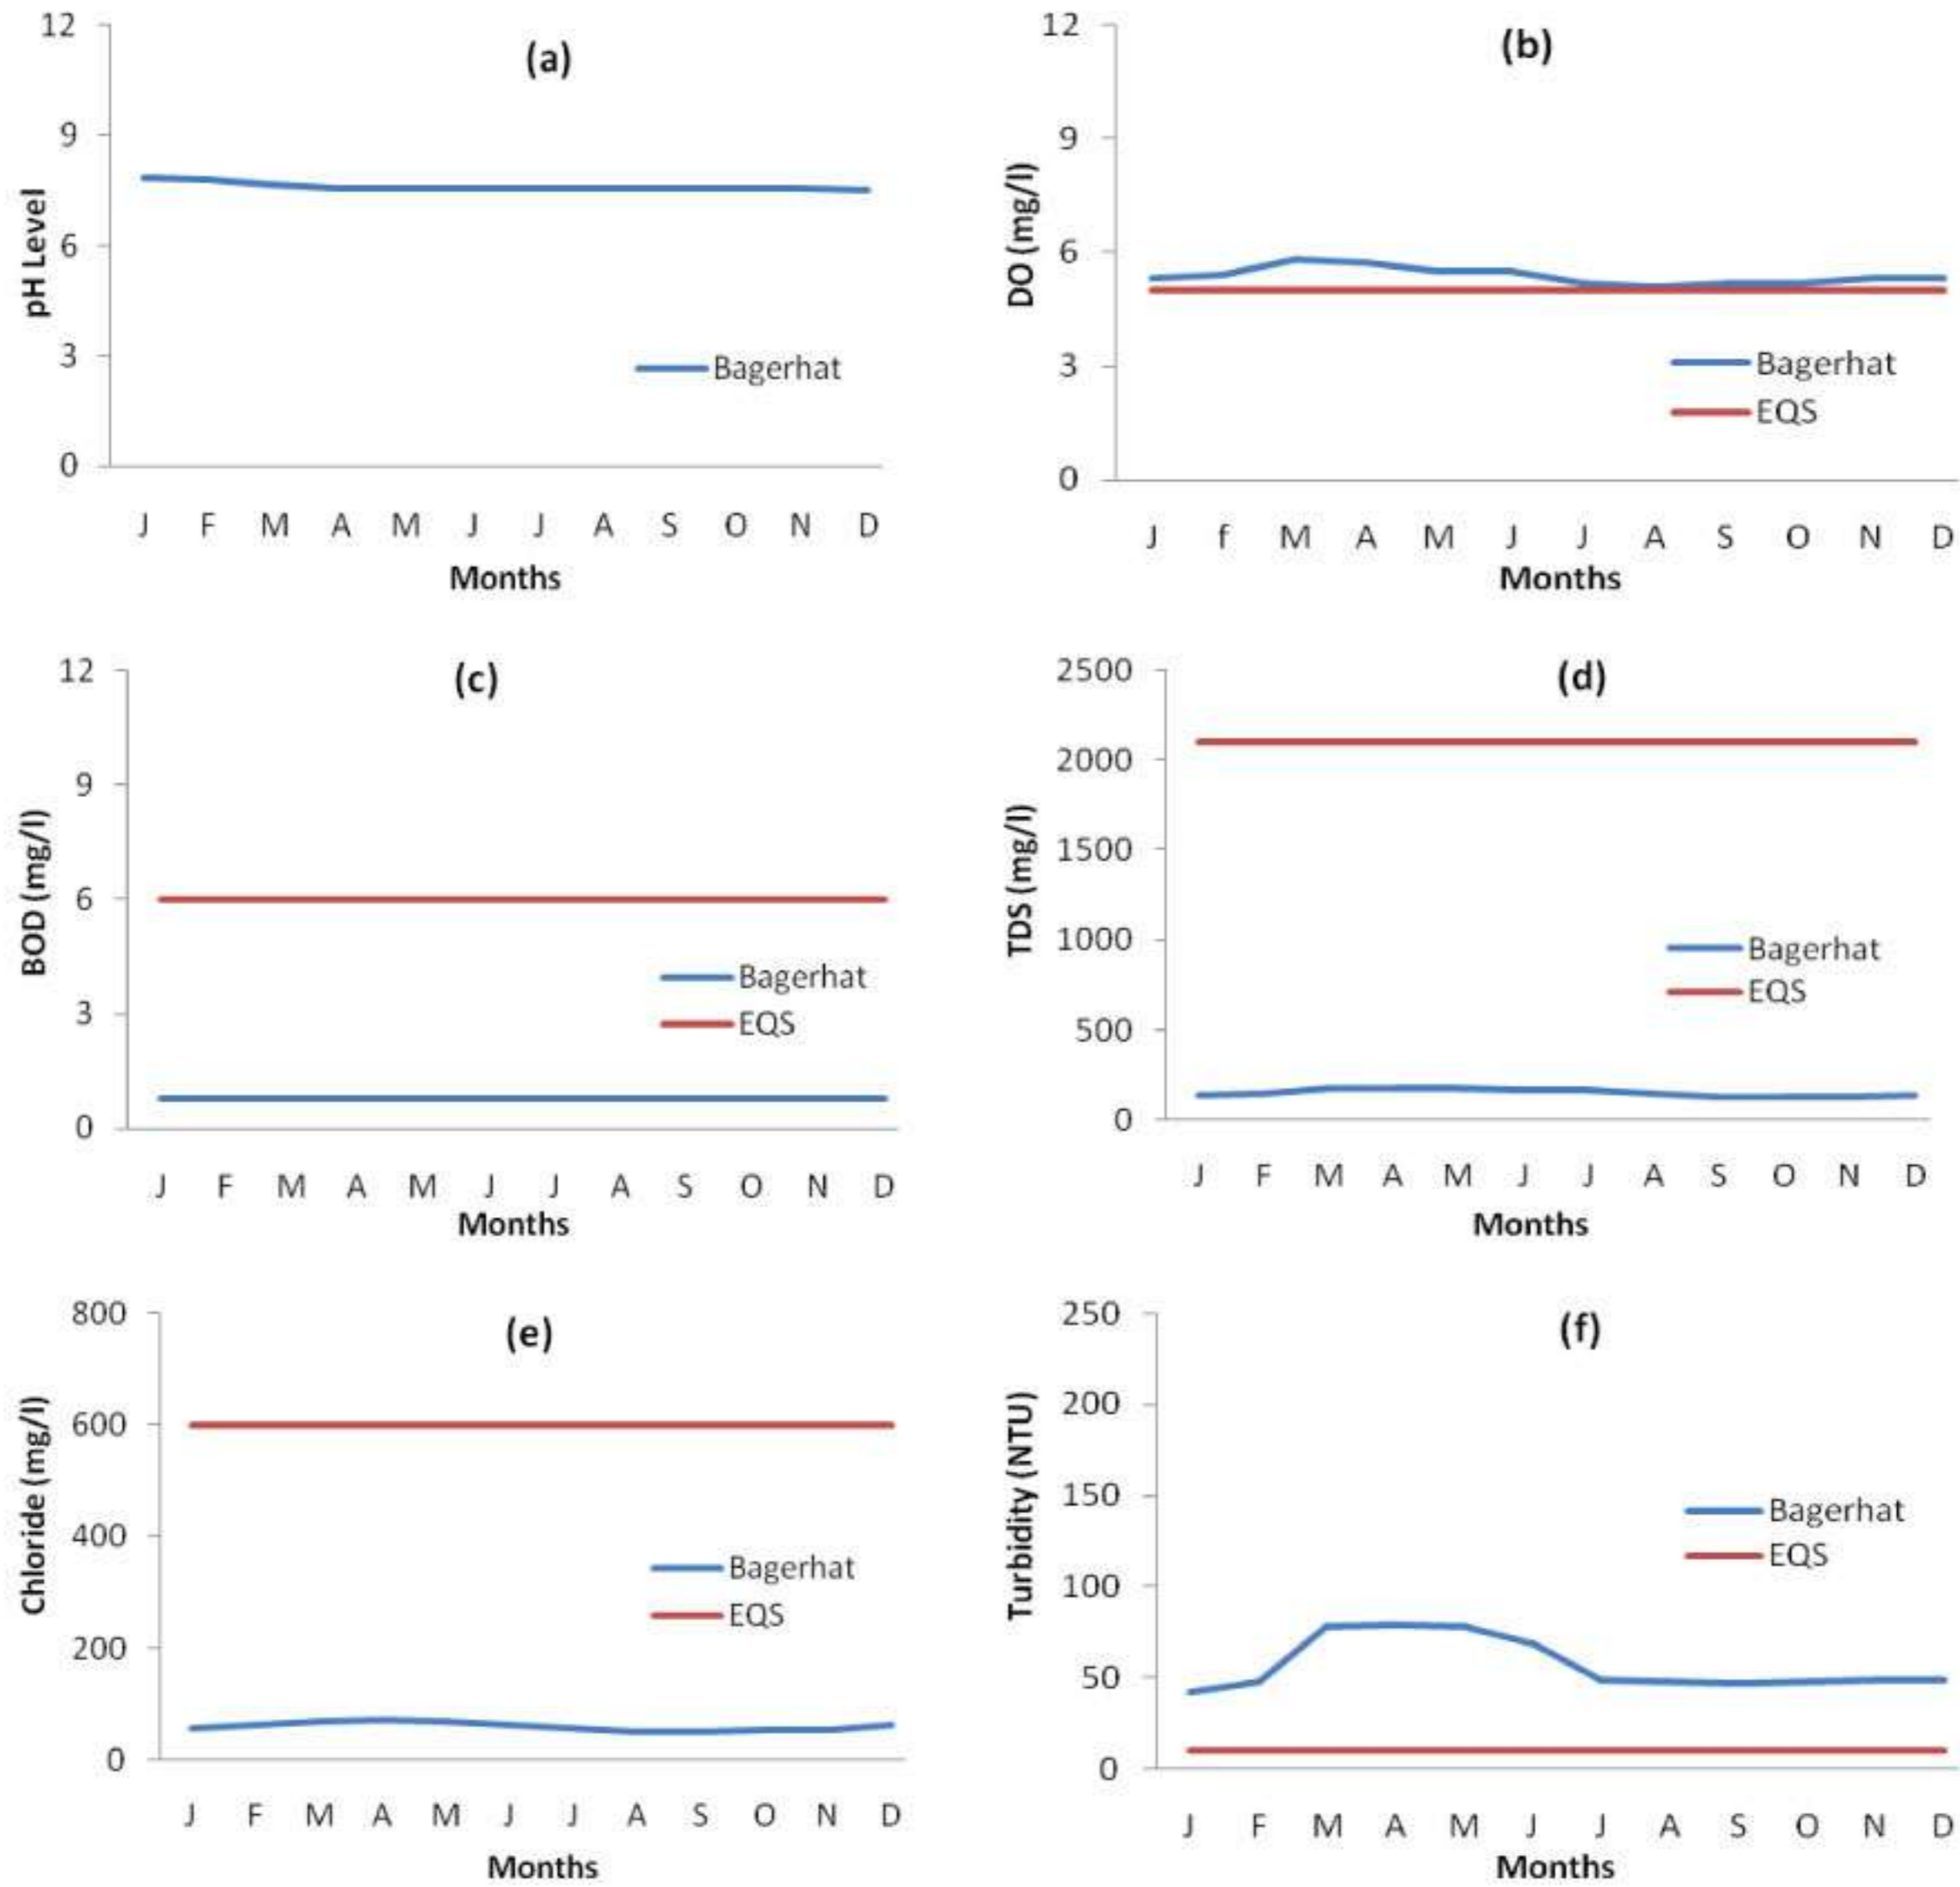 (a)
12
9
6
3
0
pH Level
Bagerhat
J F M A M J J A S O N D
Months
(b)
12
9
6
3
0
DO (mg/l)
Bagerhat
EQS
J f M A M J J A S O N D
Months
(c)
12
9
6
3
0
BOD (mg/l)
Bagerhat
EQS
J F M A M J J A S O N D
Months
(d)
2500
2000
1500
1000
500
0
TDS (mg/l)
Bagerhat
EQS
J F M A M J J A S O N D
Months
(e)
800
600
400
200
0
Chloride (mg/l)
Bagerhat
EQS
J F M A M J J A S O N D
Months
(f)
250
200
150
100
50
0
Turbidity (NTU)
Bagerhat
EQS
J F M A M J J A S O N D
Months